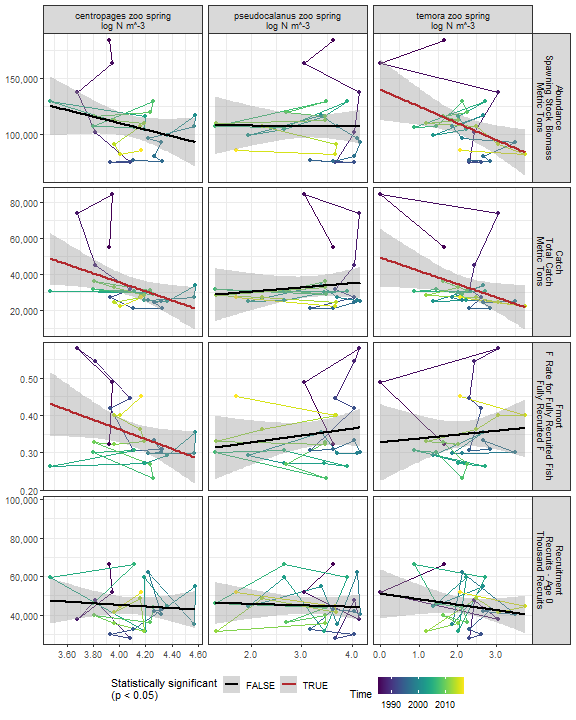 centropages zoo spring
log N m^-3
pseudocalanus zoo spring
log N m^-3
temora zoo spring
log N m^-3
150,000
100,000
Abundance
Spawning Stock Biomass
Metric Tons
80,000
60,000
40,000
20,000
Catch
Total Catch
Metric Tons
0.50
0.40
0.30
0.20
Fmort
F Rate for Fully Recruited Fish
Fully Recruited F
100,000
80,000
60,000
40,000
Recruitment
Recruits - Age 0
Thousand Recruits
3.60 3.80 4.00 4.20 4.40 4.60
2.0 3.0 4.0
0.0 1.0 2.0 3.0
Statistically significant
(p < 0.05)
FALSE
TRUE
Time
1990 2000 2010